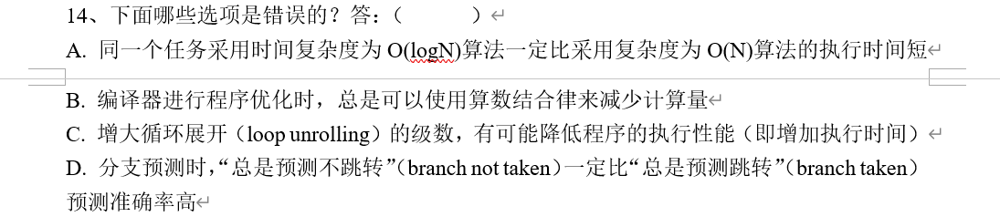 14、下面哪些选项是错误的？答：（　　　）↵
A. 同一个任务采用时间复杂度为 O(logN)算法一定比采用复杂度为 O(N)算法的执行时间短↵
B. 编译器进行程序优化时，总是可以使用算数结合律来减少计算量↵
C. 增大循环展开（loop unrolling）的级数，有可能降低程序的执行性能（即增加执行时间）↵
D. 分支预测时，“总是预测不跳转”（branch not taken）一定比“总是预测跳转”（branch taken）
预测准确率高↵